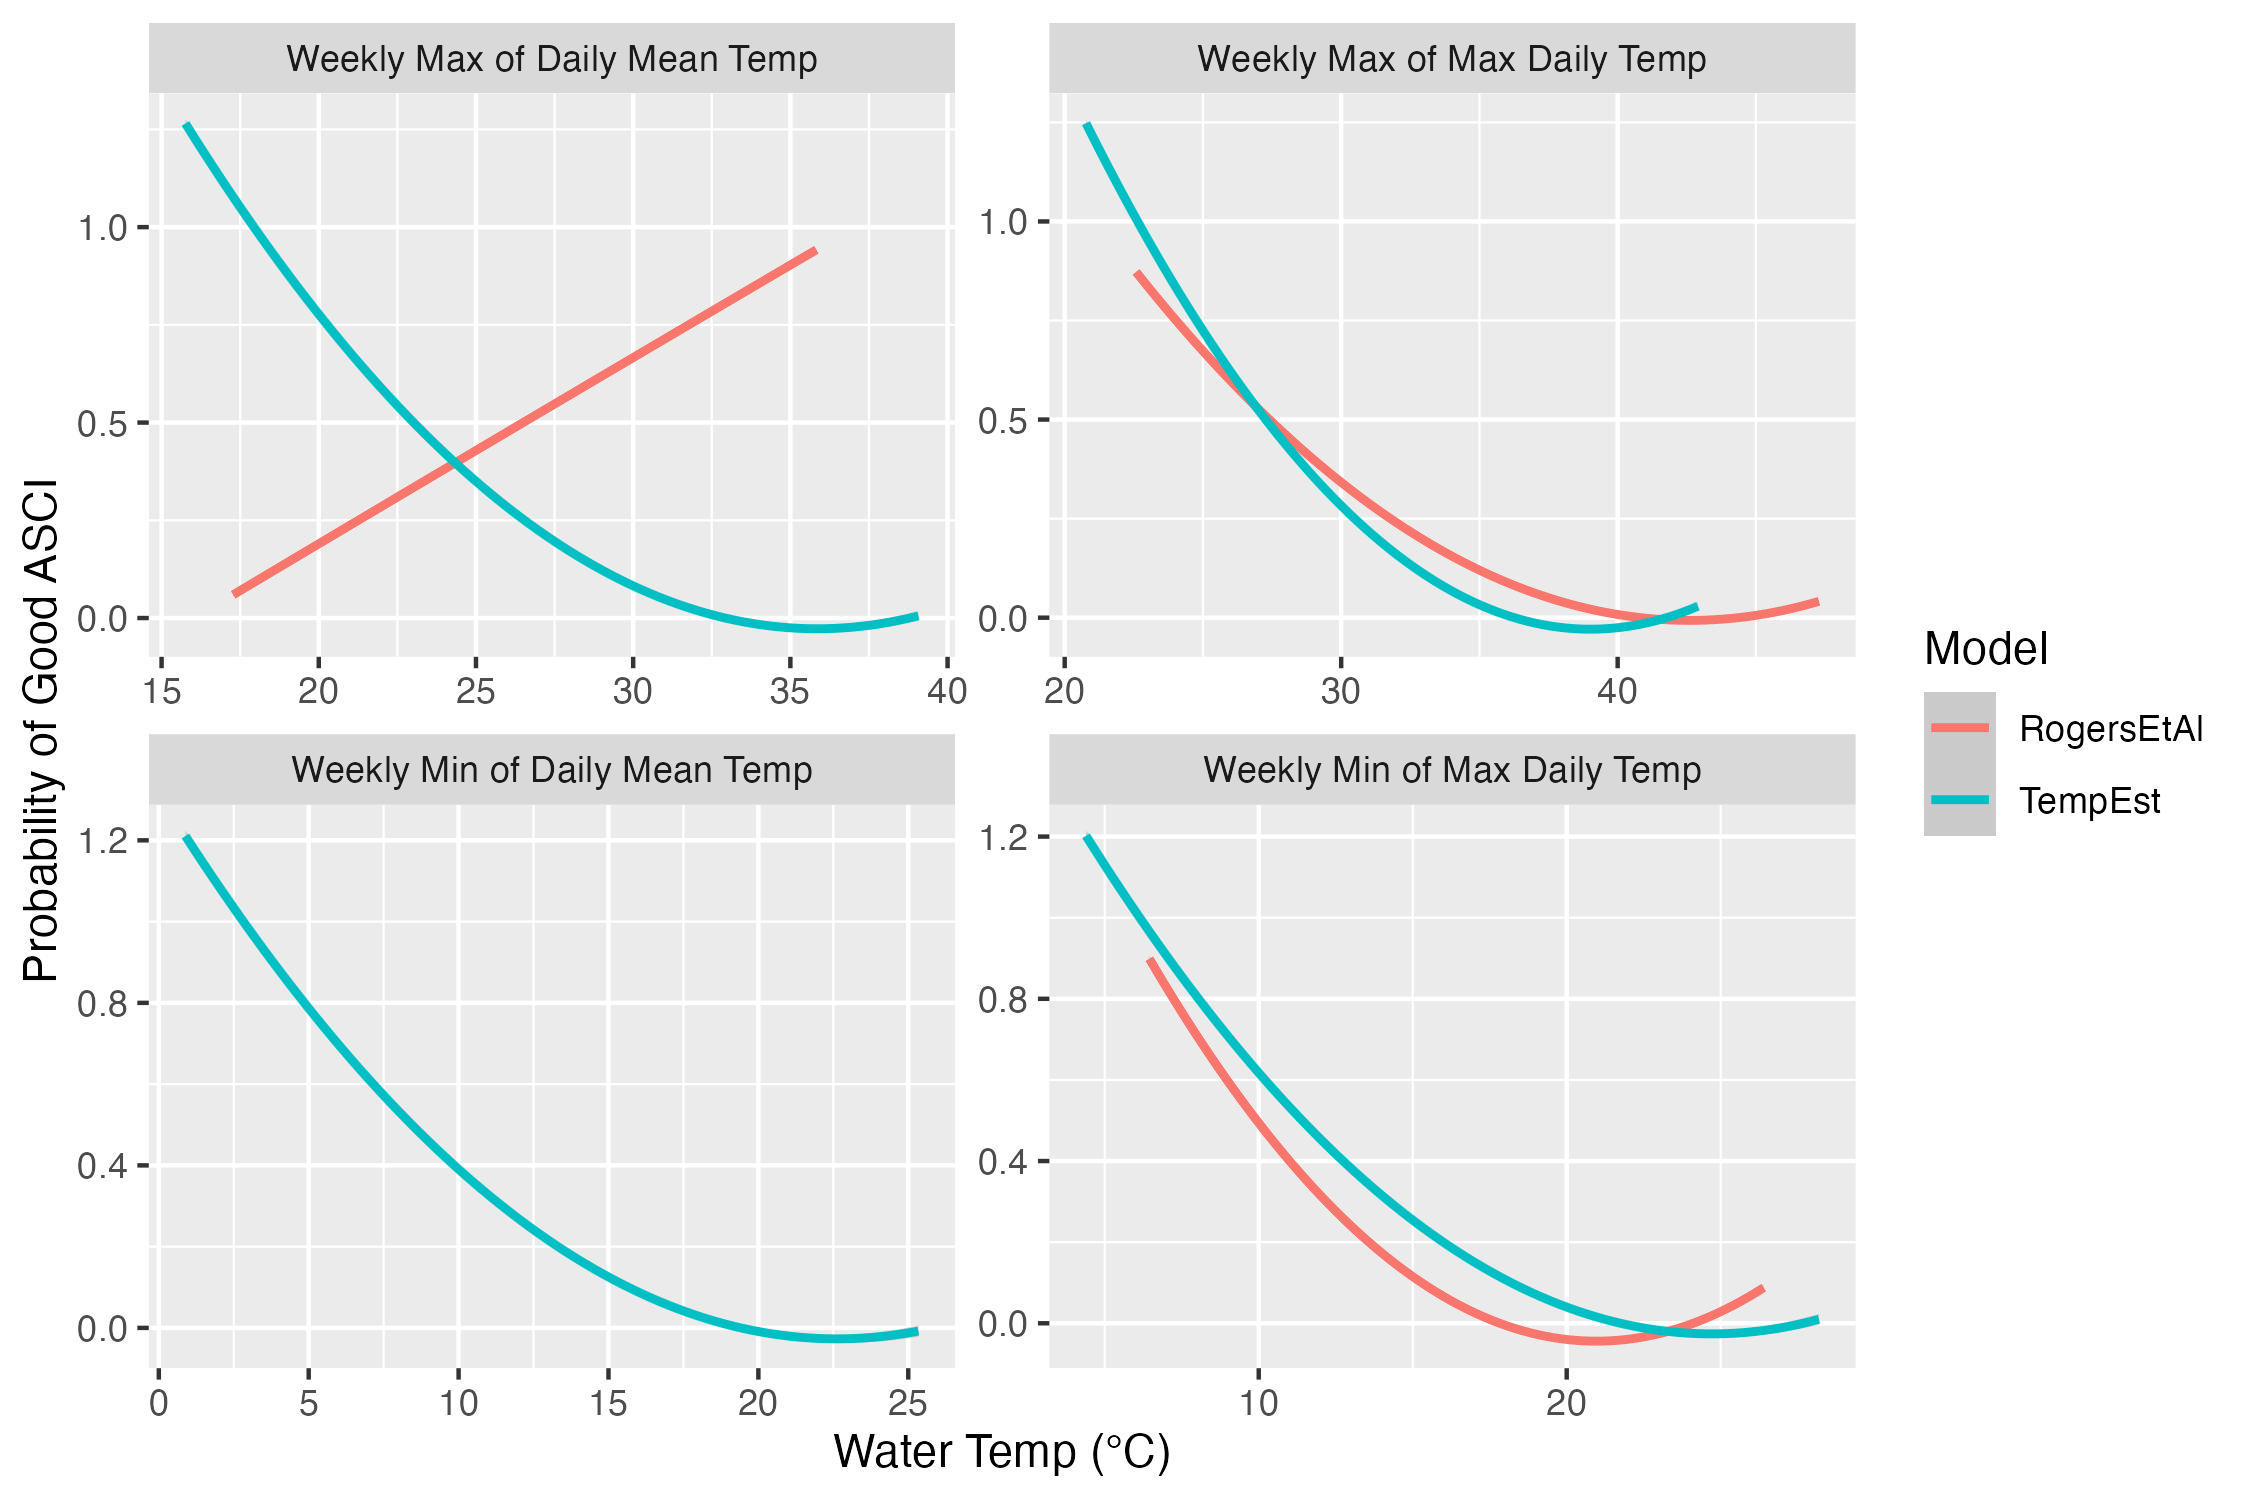 Weekly Max of Daily Mean Temp
Weekly Max of Max Daily Temp
1.0
0.5
0.0
15 20 25 30 35 40
1.0
0.5
0.0
20 30 40
Weekly Min of Daily Mean Temp
Weekly Min of Max Daily Temp
1.2
0.8
0.4
0.0
0 5 10 15 20 25
1.2
0.8
0.4
0.0
10 20
Probability of Good ASCI
Water Temp (°C)
Model
RogersEtAl
TempEst